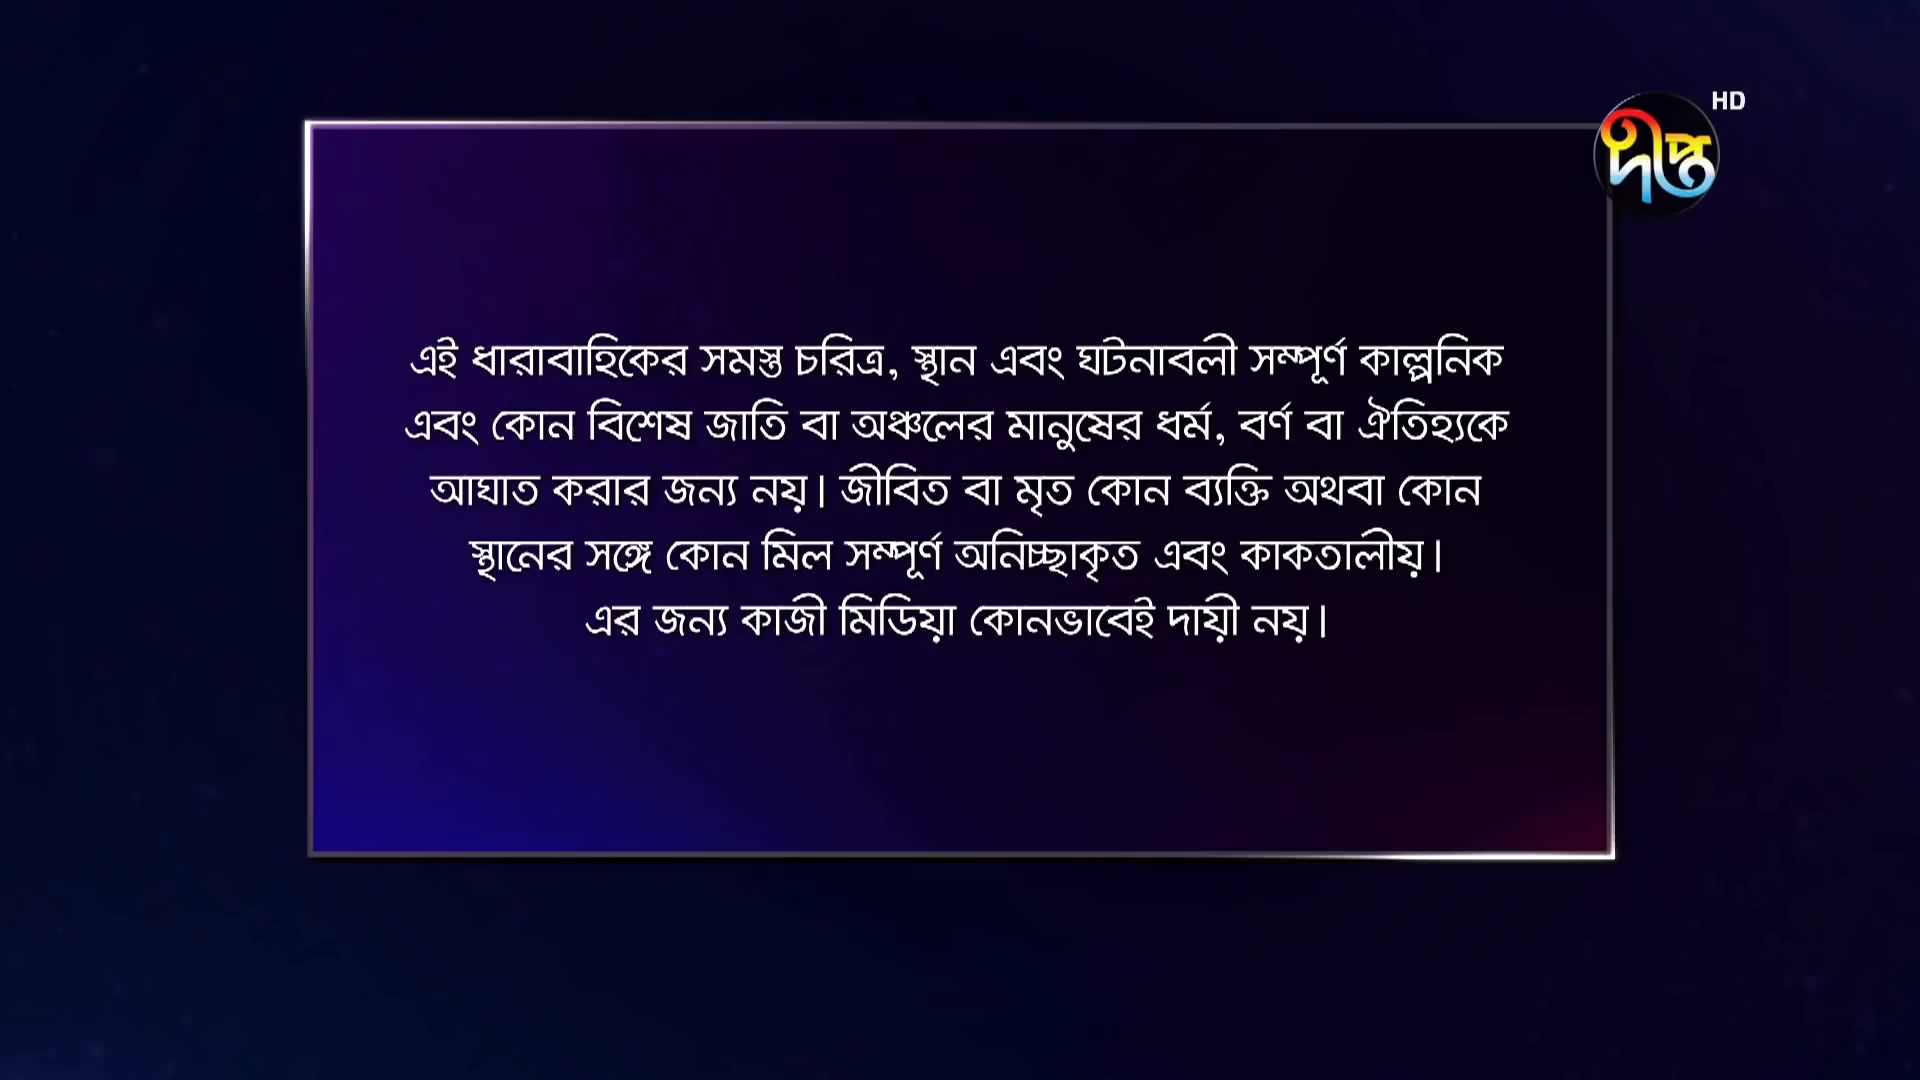 HD
দীপ্ত
এই ধারাবাহিকের সমস্ত চরিত্র, স্থান এবং ঘটনাবলী সম্পূর্ণ কাল্পনিক
এবং কোন বিশেষ জাতি বা অঞ্চলের মানুষের ধর্ম, বর্ণ বা ঐতিহ্যকে
আঘাত করার জন্য নয়। জীবিত বা মৃত কোন ব্যক্তি অথবা কোন
স্থানের সঙ্গে কোন মিল সম্পূর্ণ অনিচ্ছাকৃত এবং কাকতালীয়।
এর জন্য কাজী মিডিয়া কোনভাবেই দায়ী নয়।